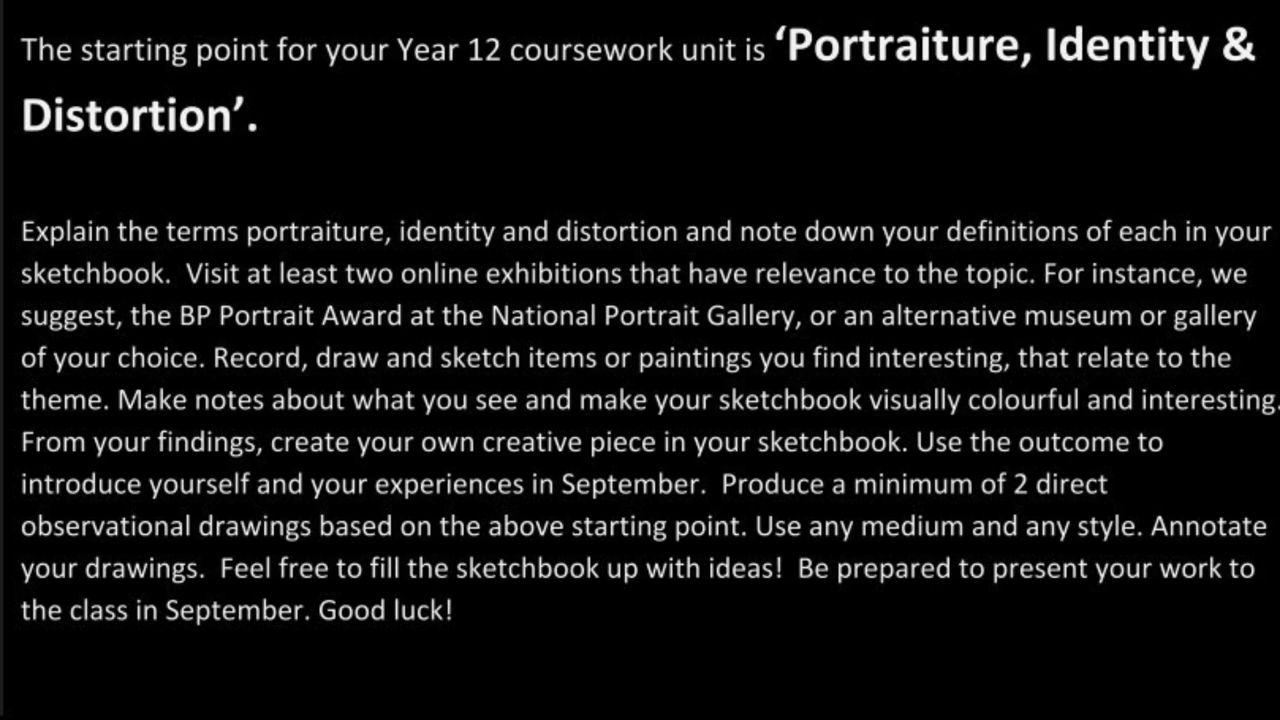 The starting point for your Year 12 coursework unit is ‘Portraiture, Identity &
Distortion’.
Explain the terms portraiture, identity and distortion and note down your definitions of each in your
sketchbook.  Visit at least two online exhibitions that have relevance to the topic. For instance, we
suggest, the BP Portrait Award at the National Portrait Gallery, or an alternative museum or gallery
of your choice. Record, draw and sketch items or paintings you find interesting, that relate to the
theme. Make notes about what you see and make your sketchbook visually colourful and interesting.
From your findings, create your own creative piece in your sketchbook. Use the outcome to
introduce yourself and your experiences in September.  Produce a minimum of 2 direct
observational drawings based on the above starting point. Use any medium and any style. Annotate
your drawings.  Feel free to fill the sketchbook up with ideas!  Be prepared to present your work to
the class in September. Good luck!